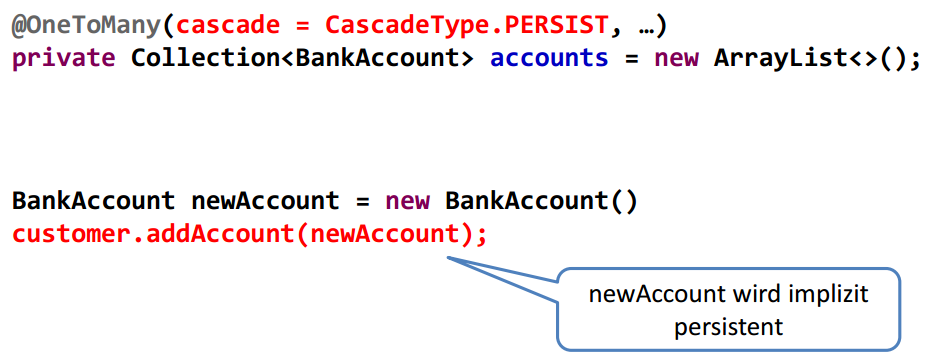 @OneToMany(cascade = CascadeType.PERSIST, …)
private Collection<BankAccount> accounts = new ArrayList<>();
BankAccount newAccount = new BankAccount()
customer.addAccount(newAccount);
newAccount wird implizit
persistent